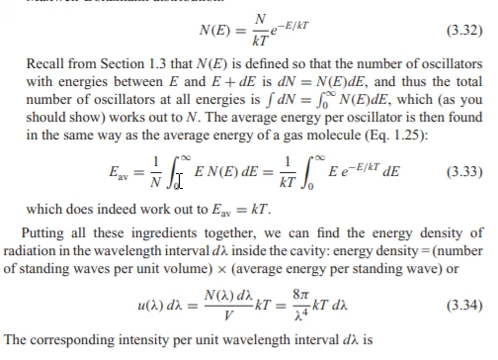 N(E) = N/kT e^{-E/kT} (3.32)
Recall from Section 1.3 that N(E) is defined so that the number of oscillators
with energies between E and E + dE is dN = N(E)dE, and thus the total
number of oscillators at all energies is ∫ dN = ∫₀^∞ N(E)dE, which (as you
should show) works out to N. The average energy per oscillator is then found
in the same way as the average energy of a gas molecule (Eq. 1.25):
E_av = 1/N ∫₀^∞ E N(E) dE = 1/kT ∫₀^∞ E e^{-E/kT} dE (3.33)
which does indeed work out to E_av = kT.
Putting all these ingredients together, we can find the energy density of
radiation in the wavelength interval dλ inside the cavity: energy density = (number
of standing waves per unit volume) × (average energy per standing wave) or
u(λ) dλ = N(λ) dλ/V kT = 8π/λ⁴ kT dλ (3.34)
The corresponding intensity per unit wavelength interval dλ is